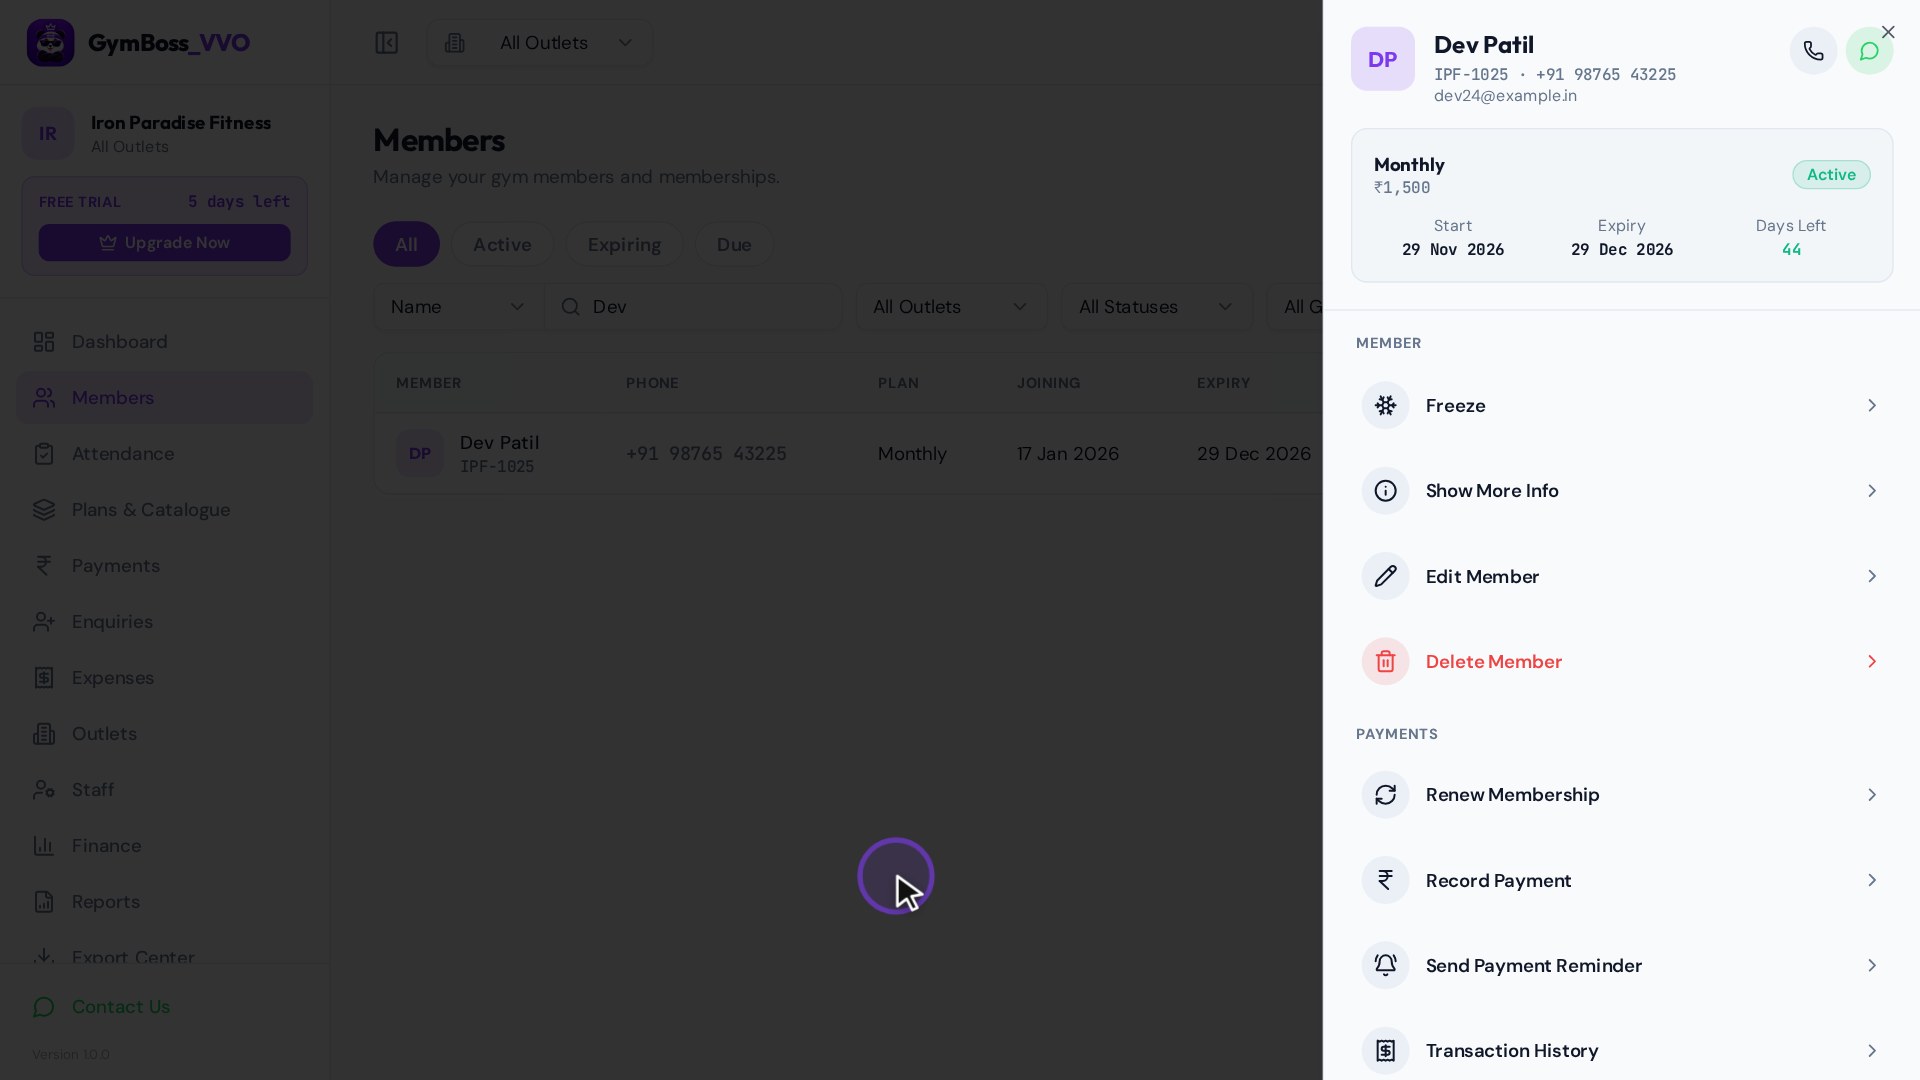 GymBoss_VVO
All Outlets
IR
Iron Paradise Fitness
All Outlets
FREE TRIAL
5 days left
Upgrade Now
Dashboard
Members
Attendance
Plans & Catalogue
Payments
Enquiries
Expenses
Outlets
Staff
Finance
Reports
Export Center
Contact Us
Version 1.0.0
Members
Manage your gym members and memberships.
All
Active
Expiring
Due
Name
Dev
All Outlets
All Statuses
All G
MEMBER
PHONE
PLAN
JOINING
EXPIRY
DP
Dev Patil
IPF-1025
+91 98765 43225
Monthly
17 Jan 2026
29 Dec 2026
DP
Dev Patil
IPF-1025 · +91 98765 43225
dev24@example.in
Monthly
₹1,500
Active
Start
Expiry
Days Left
29 Nov 2026
29 Dec 2026
44
MEMBER
Freeze
Show More Info
Edit Member
Delete Member
PAYMENTS
Renew Membership
Record Payment
Send Payment Reminder
Transaction History